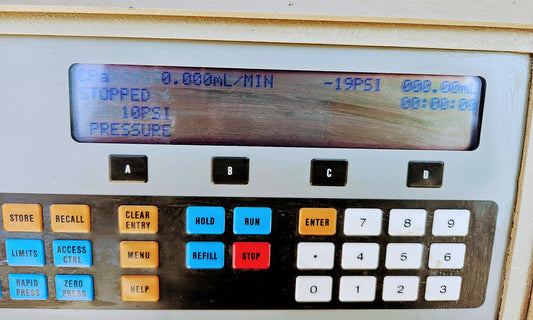 CPa 0.000mL/MIN -19PSI 000.00mL
STOPPED 00:00:00
10PSI
PRESSURE
A B C D
STORE RECALL CLEAR ENTRY HOLD RUN ENTER 7 8 9
LIMITS ACCESS CTRL MENU REFILL STOP • 4 5 6
RAPID PRESS ZERO PRESS HELP 0 1 2 3